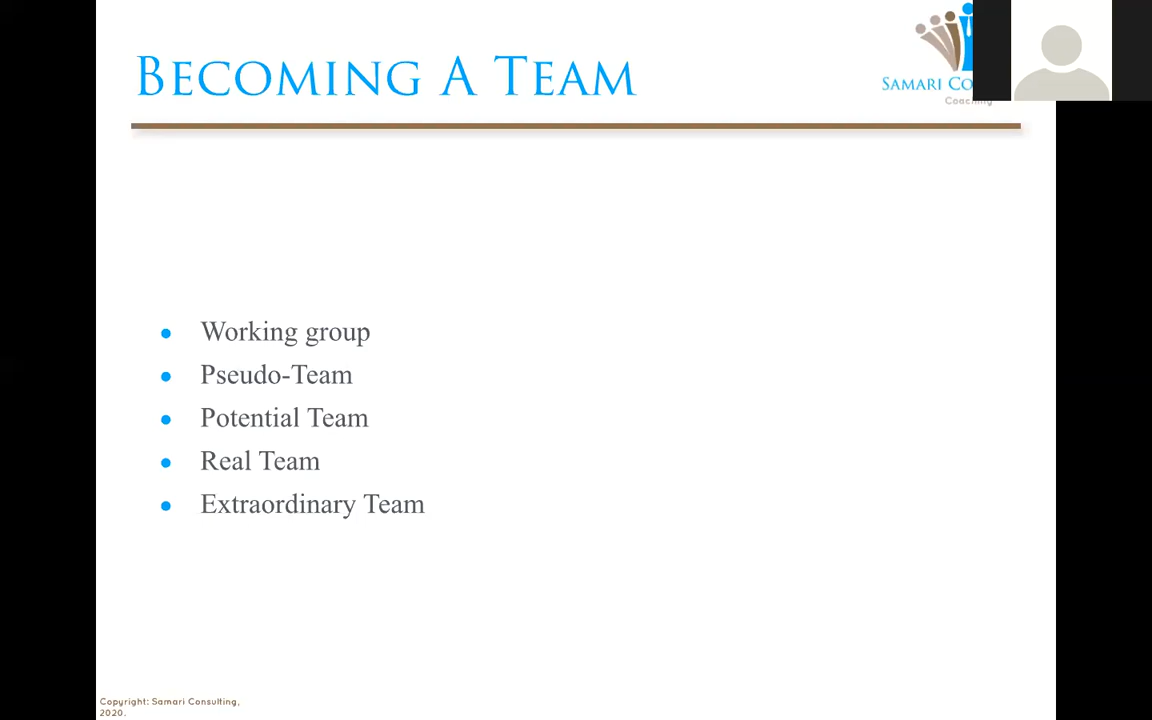 Becoming A Team
Samari Co
Coaching
Working group
Pseudo-Team
Potential Team
Real Team
Extraordinary Team
Copyright: Samari Consulting,
2020.